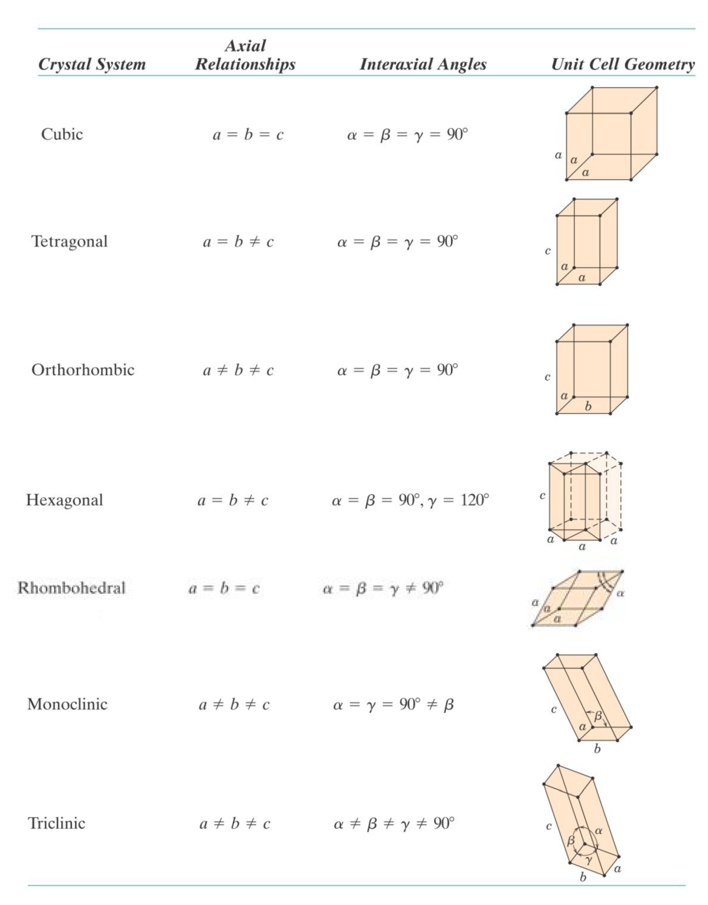 Crystal System Axial Relationships Interaxial Angles Unit Cell Geometry
Cubic a = b = c α = β = γ = 90° a a a
Tetragonal a = b ≠ c α = β = γ = 90° c a a
Orthorhombic a ≠ b ≠ c α = β = γ = 90° c a b
Hexagonal a = b ≠ c α = β = 90°, γ = 120° c a a a
Rhombohedral a = b = c α = β = γ ≠ 90° a a a α
Monoclinic a ≠ b ≠ c α = γ = 90° ≠ β c a β b
Triclinic a ≠ b ≠ c α ≠ β ≠ γ ≠ 90° c α β γ a b